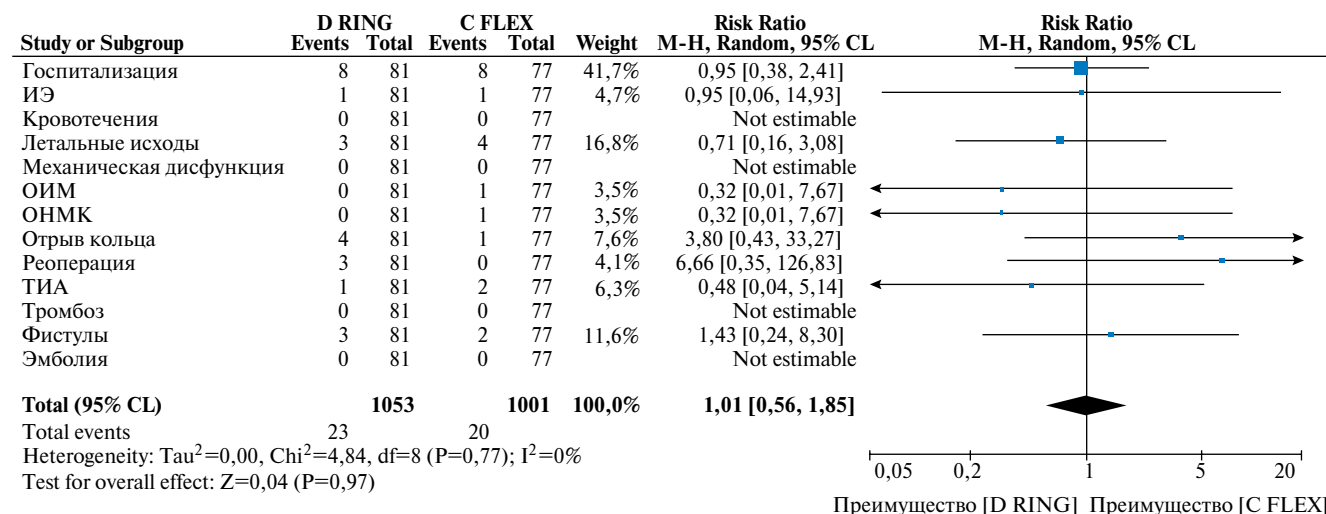 D RING C FLEX Risk Ratio Risk Ratio
Study or Subgroup Events Total Events Total Weight M-H, Random, 95% CL M-H, Random, 95% CL
Госпитализация 8 81 8 77 41,7% 0,95 [0,38, 2,41]
ИЭ 1 81 1 77 4,7% 0,95 [0,06, 14,93]
Кровотечения 0 81 0 77 Not estimable
Летальные исходы 3 81 4 77 16,8% 0,71 [0,16, 3,08]
Механическая дисфункция 0 81 0 77 Not estimable
ОИМ 0 81 1 77 3,5% 0,32 [0,01, 7,67]
ОНМК 0 81 1 77 3,5% 0,32 [0,01, 7,67]
Отрыв кольца 4 81 1 77 7,6% 3,80 [0,43, 33,27]
Реоперация 3 81 0 77 4,1% 6,66 [0,35, 126,83]
ТИА 1 81 2 77 6,3% 0,48 [0,04, 5,14]
Тромбоз 0 81 0 77 Not estimable
Фистулы 3 81 2 77 11,6% 1,43 [0,24, 8,30]
Эмболия 0 81 0 77 Not estimable
Total (95% CL) 1053 1001 100,0% 1,01 [0,56, 1,85]
Total events 23 20
Heterogeneity: Tau²=0,00, Chi²=4,84, df=8 (P=0,77); I²=0%
Test for overall effect: Z=0,04 (P=0,97)
0,05 0,2 1 5 20
Преимущество [D RING] Преимущество [C FLEX]